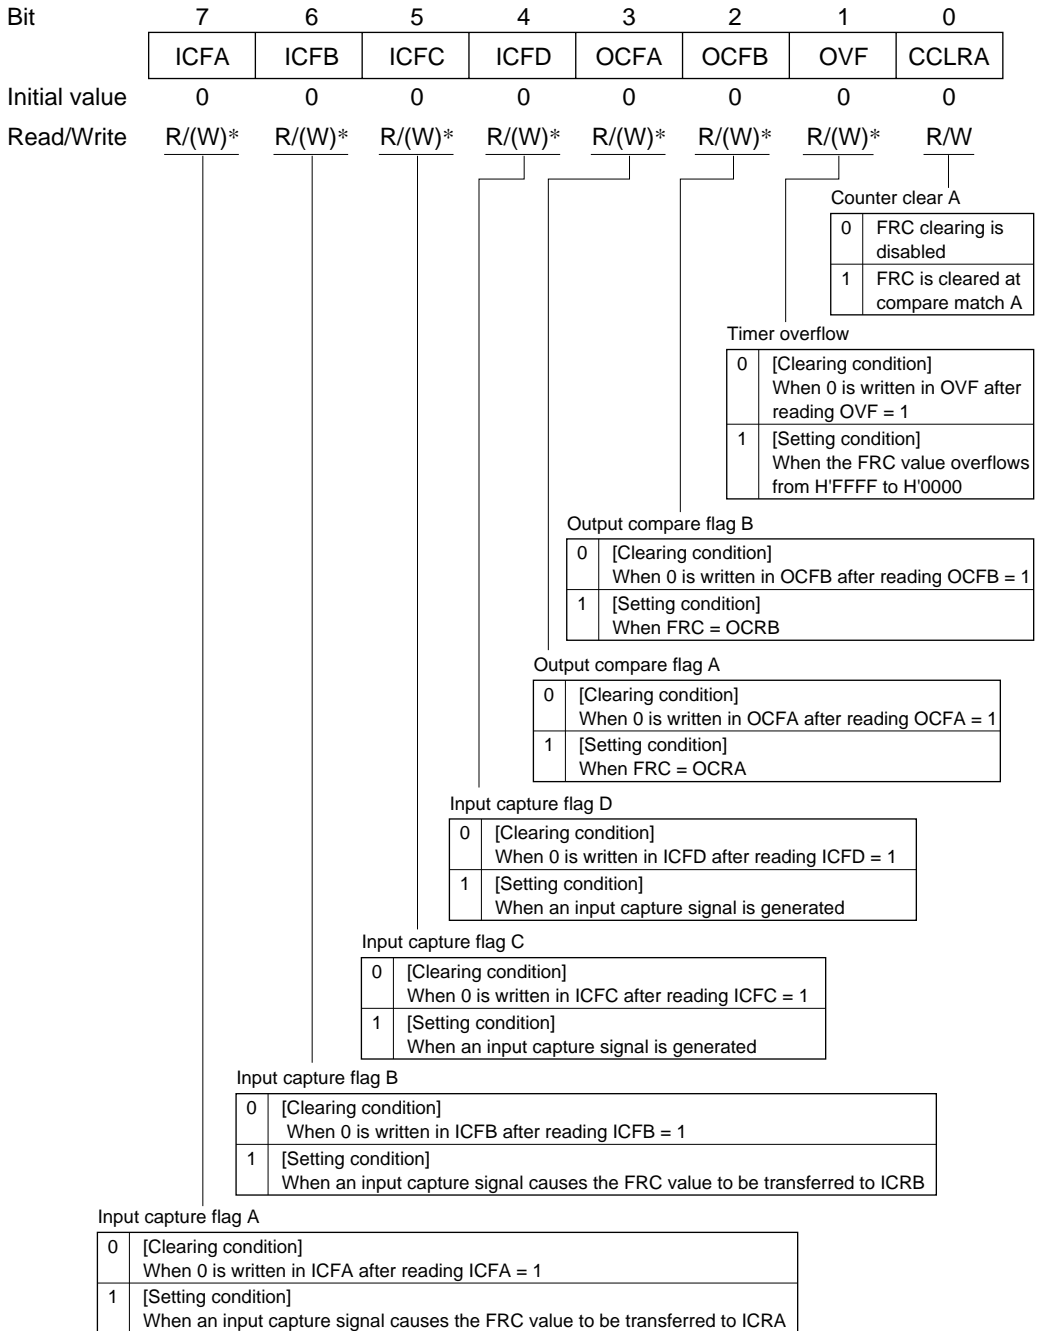 Bit 7 6 5 4 3 2 1 0
ICFA ICFB ICFC ICFD OCFA OCFB OVF CCLRA
Initial value 0 0 0 0 0 0 0 0
Read/Write R/(W)* R/(W)* R/(W)* R/(W)* R/(W)* R/(W)* R/(W)* R/W
Counter clear A
0 FRC clearing is
disabled
1 FRC is cleared at
compare match A
Timer overflow
0 [Clearing condition]
When 0 is written in OVF after
reading OVF = 1
1 [Setting condition]
When the FRC value overflows
from H'FFFF to H'0000
Output compare flag B
0 [Clearing condition]
When 0 is written in OCFB after reading OCFB = 1
1 [Setting condition]
When FRC = OCRB
Output compare flag A
0 [Clearing condition]
When 0 is written in OCFA after reading OCFA = 1
1 [Setting condition]
When FRC = OCRA
Input capture flag D
0 [Clearing condition]
When 0 is written in ICFD after reading ICFD = 1
1 [Setting condition]
When an input capture signal is generated
Input capture flag C
0 [Clearing condition]
When 0 is written in ICFC after reading ICFC = 1
1 [Setting condition]
When an input capture signal is generated
Input capture flag B
0 [Clearing condition]
When 0 is written in ICFB after reading ICFB = 1
1 [Setting condition]
When an input capture signal causes the FRC value to be transferred to ICRB
Input capture flag A
0 [Clearing condition]
When 0 is written in ICFA after reading ICFA = 1
1 [Setting condition]
When an input capture signal causes the FRC value to be transferred to ICRA